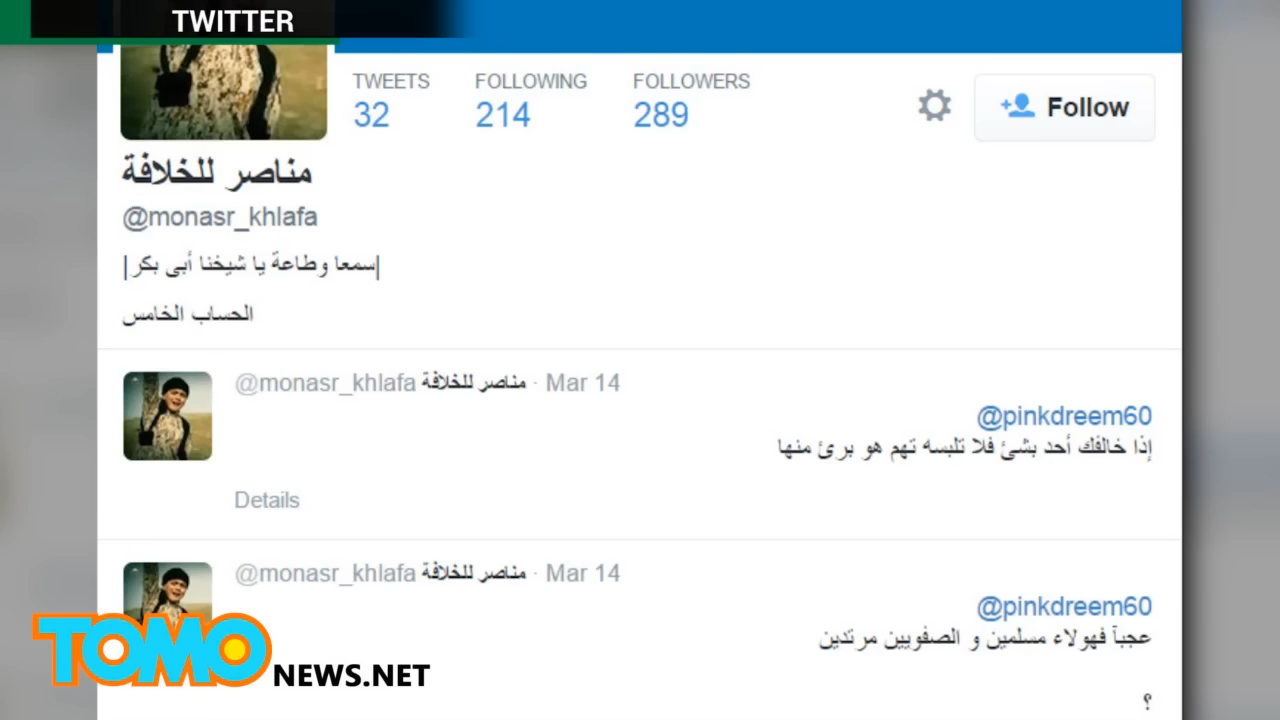 TWITTER
TWEETS FOLLOWING FOLLOWERS
32 214 289
Follow
مناصر للخلافة
@monasr_khlafa
|سمعا وطاعة يا شيخنا أبى بكر|
الحساب الخامس
@monasr_khlafa مناصر للخلافة · Mar 14
@pinkdreem60
إذا خالفك أحد بشئ فلا تلبسه تهم هو برئ منها
Details
@monasr_khlafa مناصر للخلافة · Mar 14
@pinkdreem60
عجباً فهولاء مسلمين و الصفويين مرتدين
؟
TOMO
NEWS.NET